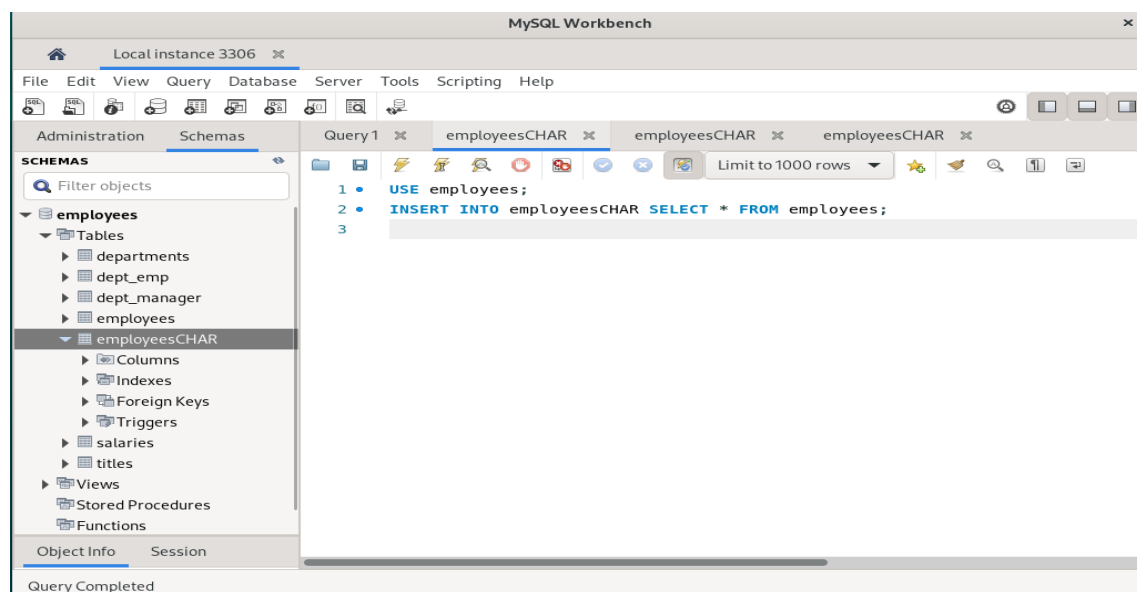 MySQL Workbench
Local instance 3306
File Edit View Query Database Server Tools Scripting Help
Administration Schemas
Query 1 employeesCHAR employeesCHAR employeesCHAR
SCHEMAS
Limit to 1000 rows
Filter objects
1 USE employees;
2 INSERT INTO employeesCHAR SELECT * FROM employees;
3
employees
Tables
departments
dept_emp
dept_manager
employees
employeesCHAR
Columns
Indexes
Foreign Keys
Triggers
salaries
titles
Views
Stored Procedures
Functions
Object Info Session
Query Completed